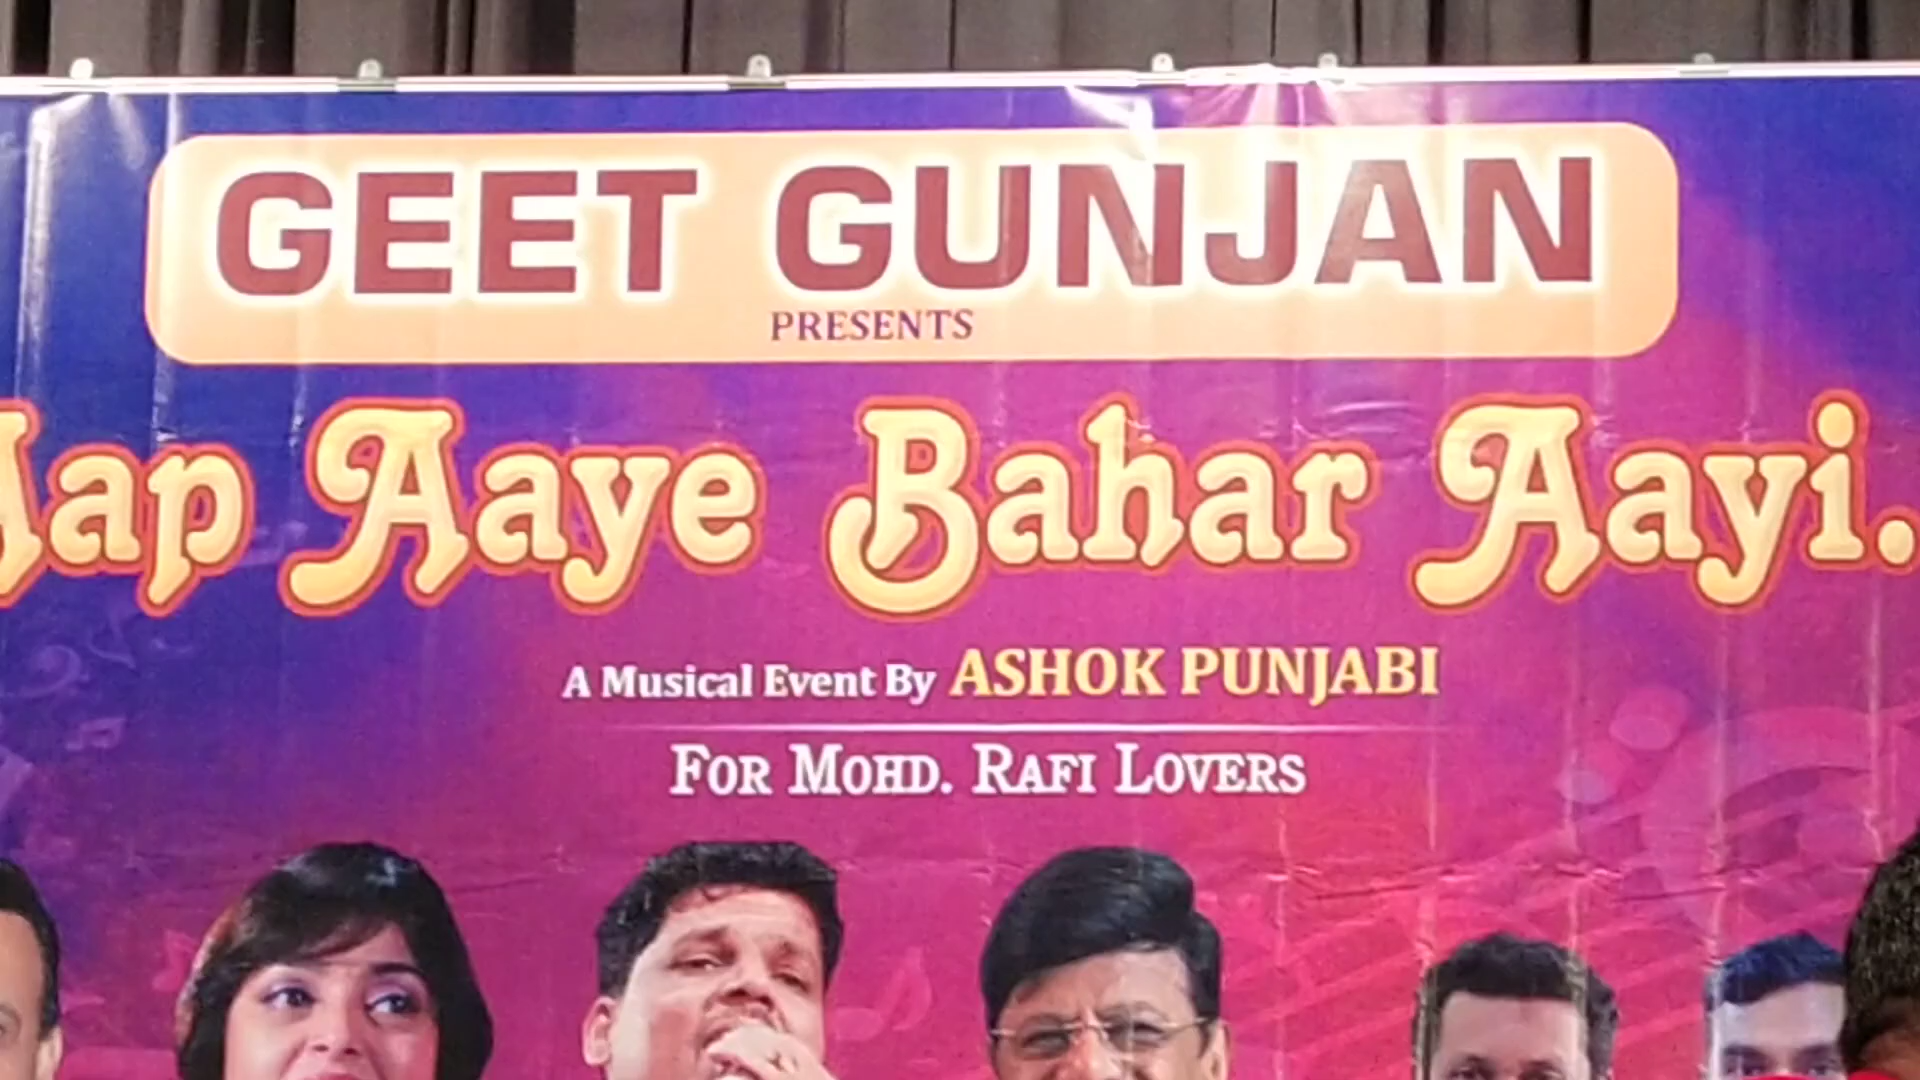 GEET GUNJAN
PRESENTS
Aap Aaye Bahar Aayi.
A Musical Event By ASHOK PUNJABI
FOR MOHD. RAFI LOVERS